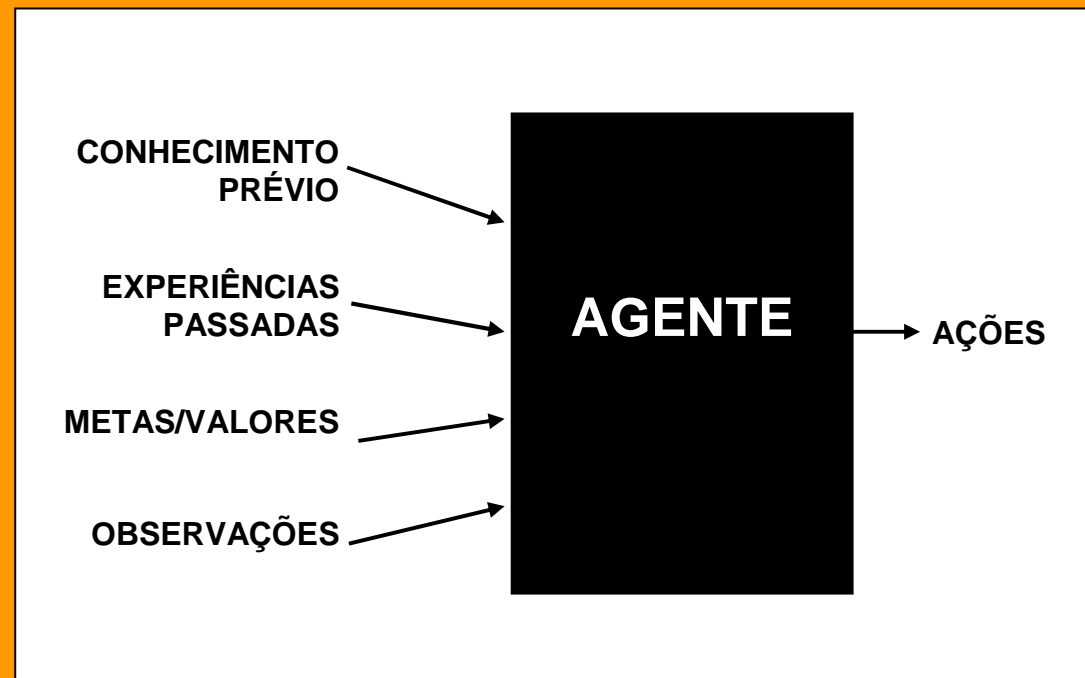 CONHECIMENTO
PRÉVIO
EXPERIÊNCIAS
PASSADAS
METAS/VALORES
OBSERVAÇÕES
AGENTE
AÇÕES